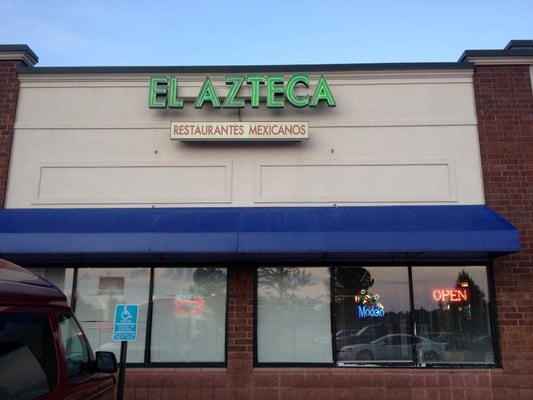 EL AZTECA
RESTAURANTES MEXICANOS
OPEN
Modelo